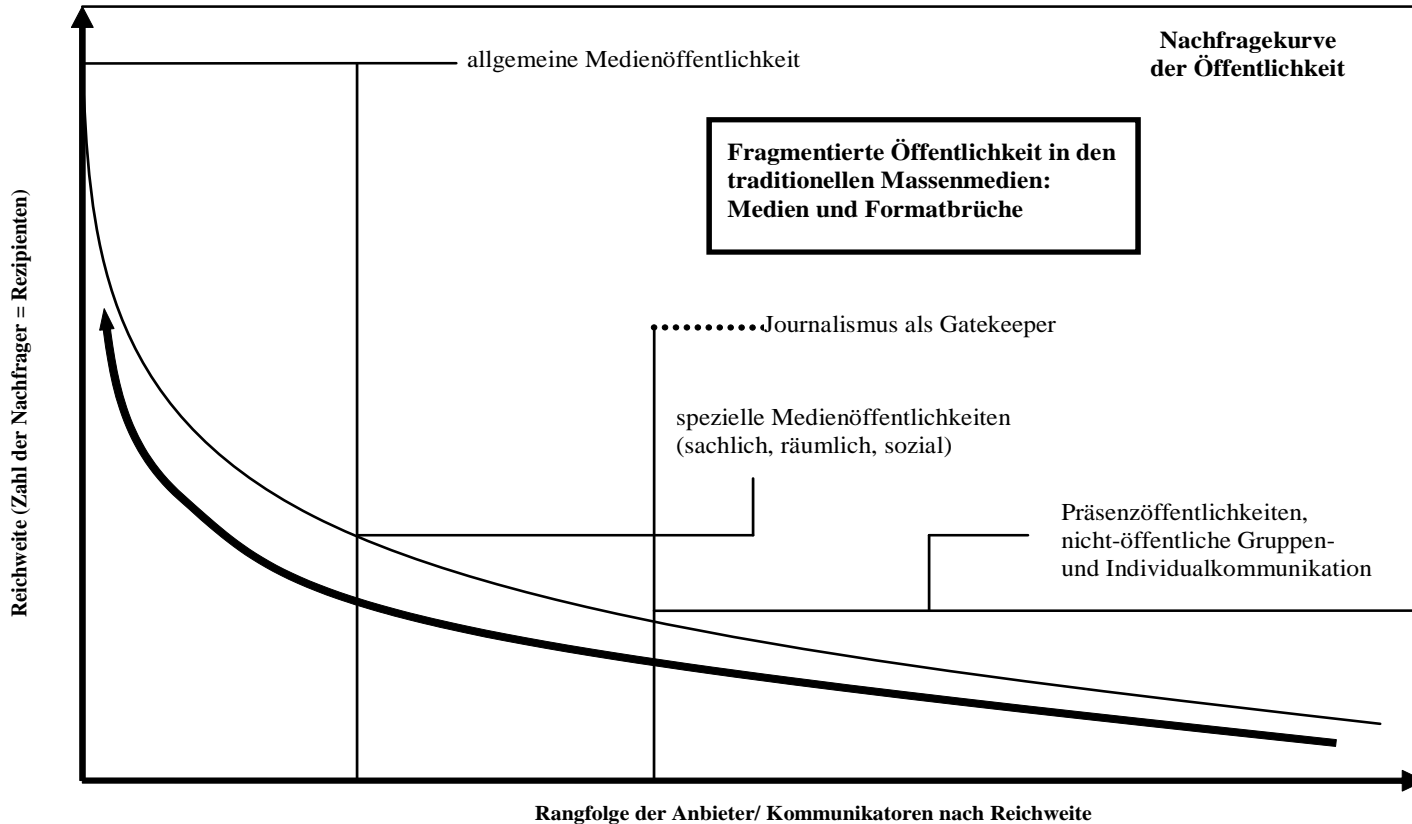 Nachfragekurve
der Öffentlichkeit
allgemeine Medienöffentlichkeit
Fragmentierte Öffentlichkeit in den
traditionellen Massenmedien:
Medien und Formatbrüche
Journalismus als Gatekeeper
spezielle Medienöffentlichkeiten
(sachlich, räumlich, sozial)
Präsenzöffentlichkeiten,
nicht-öffentliche Gruppen-
und Individualkommunikation
Reichweite (Zahl der Nachfrager = Rezipienten)
Rangfolge der Anbieter/ Kommunikatoren nach Reichweite